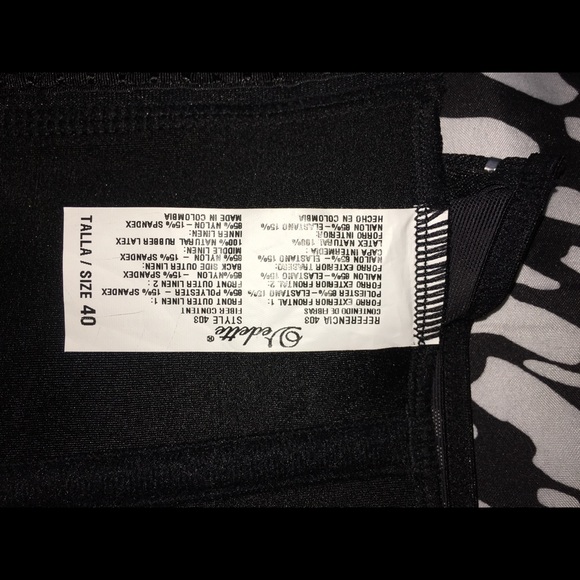 Vedette®
REFERENCIA 403
CONTENIDO DE FIBRAS
FORRO EXTERIOR FRONTAL 1:
POLIESTER 85% – ELASTANO 15%
FORRO EXTERIOR FRONTAL 2:
NAILON 85% – ELASTANO 15%
FORRO EXTERIOR
NAILON 85% – ELASTANO 15%
CAPA INTERMEDIA:
LATEX NATURAL 100%
FORRO INTERIOR:
NAILON 85% – ELASTANO 15%
HECHO EN COLOMBIA
STYLE 403
FIBER CONTENT
FRONT OUTER LINEN 1:
85% POLYESTER – 15% SPANDEX
FRONT OUTER LINEN 2:
85% NYLON – 15% SPANDEX
BACK SIDE OUTER LINEN:
85% NYLON – 15% SPANDEX
MIDDLE LINEN:
100% NATURAL RUBBER LATEX
INNER LINEN:
85% NYLON – 15% SPANDEX
MADE IN COLOMBIA
TALLA / SIZE 40